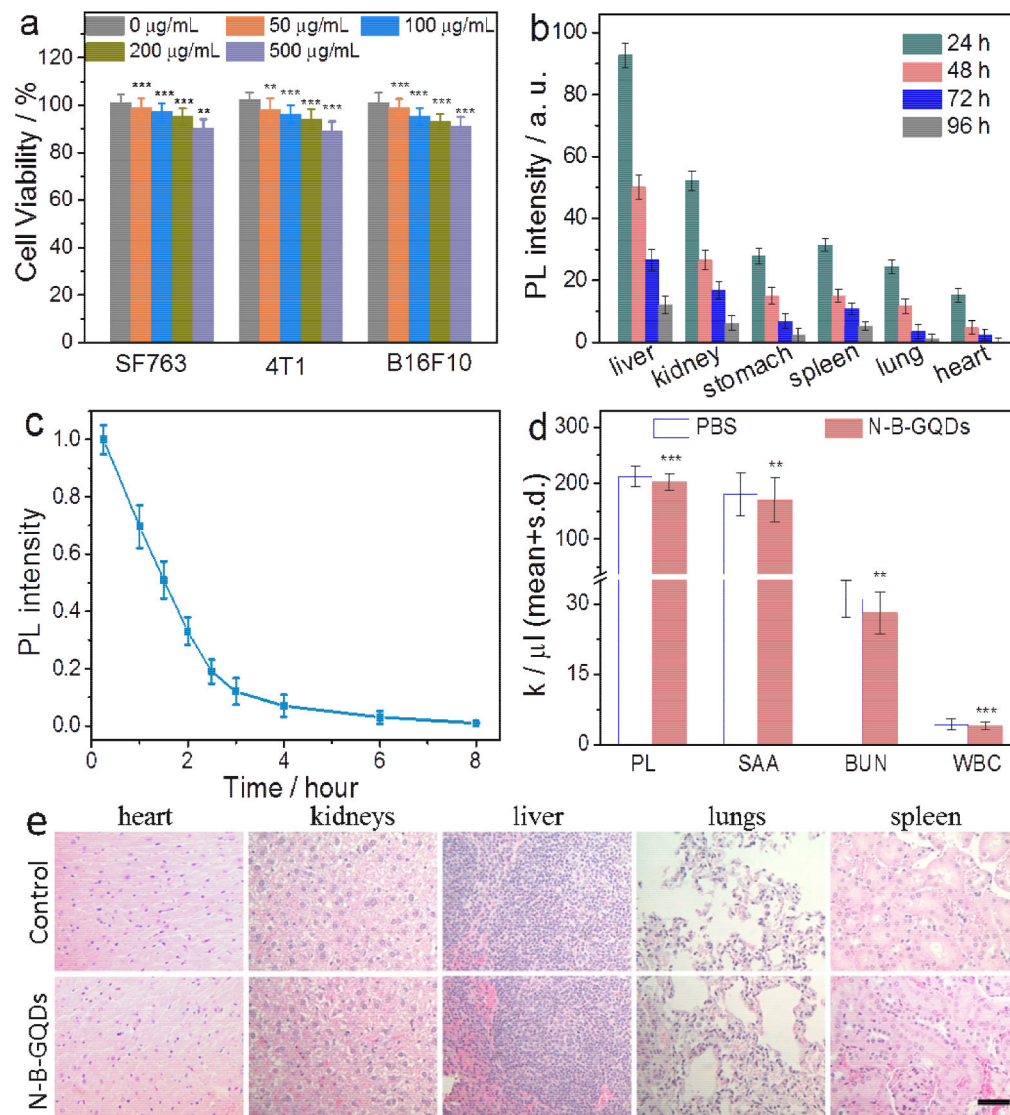 a
0 μg/mL 50 μg/mL 100 μg/mL
200 μg/mL 500 μg/mL
Cell Viability / %
120
100
80
60
40
20
0
*** *** *** **
** *** *** ***
*** *** *** ***
SF763 4T1 B16F10
b
PL intensity / a. u.
100
80
60
40
20
0
24 h
48 h
72 h
96 h
liver kidney stomach spleen lung heart
c
PL intensity
1.0
0.8
0.6
0.4
0.2
0.0
0 2 4 6 8
Time / hour
d
PBS N-B-GQDs
k / μl (mean+s.d.)
300
200
100
30
15
0
*** ** ** ***
PL SAA BUN WBC
e
heart kidneys liver lungs spleen
Control
N-B-GQDs